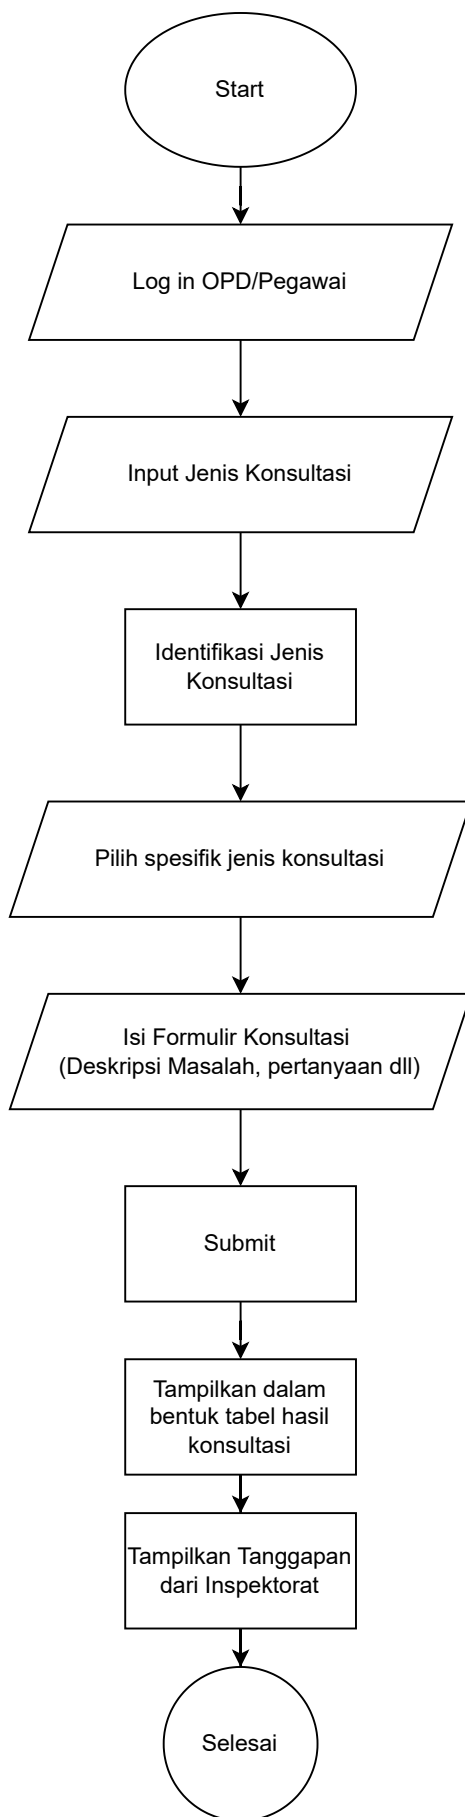 Start
Log in OPD/Pegawai
Input Jenis Konsultasi
Identifikasi Jenis
Konsultasi
Pilih spesifik jenis konsultasi
Isi Formulir Konsultasi
(Deskripsi Masalah, pertanyaan dll)
Submit
Tampilkan dalam
bentuk tabel hasil
konsultasi
Tampilkan Tanggapan
dari Inspektorat
Selesai